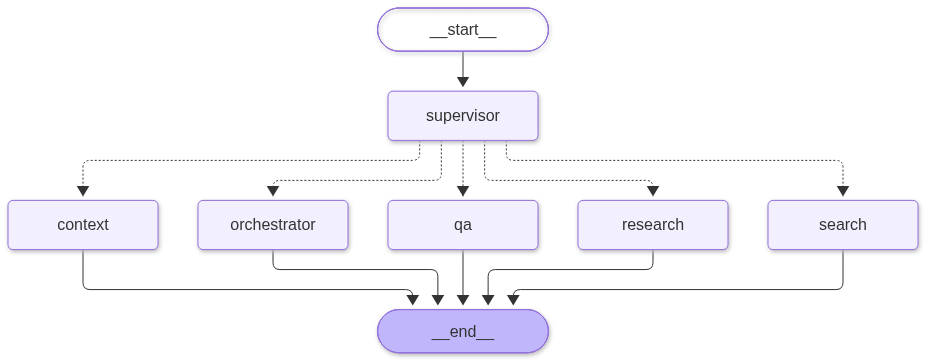 __start__
supervisor
context
orchestrator
qa
research
search
__end__